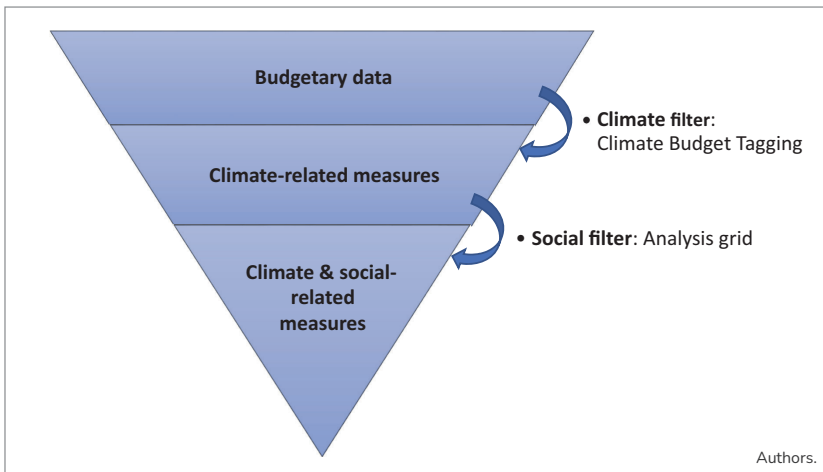 Budgetary data
• Climate filter:
Climate Budget Tagging
Climate-related measures
• Social filter: Analysis grid
Climate & social-
related
measures
Authors.